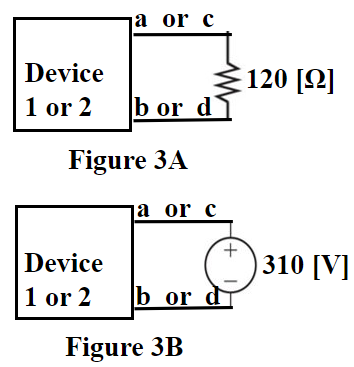 a or c
Device
1 or 2
120 [Ω]
b or d
Figure 3A
a or c
+
Device
1 or 2
310 [V]
b or d
Figure 3B